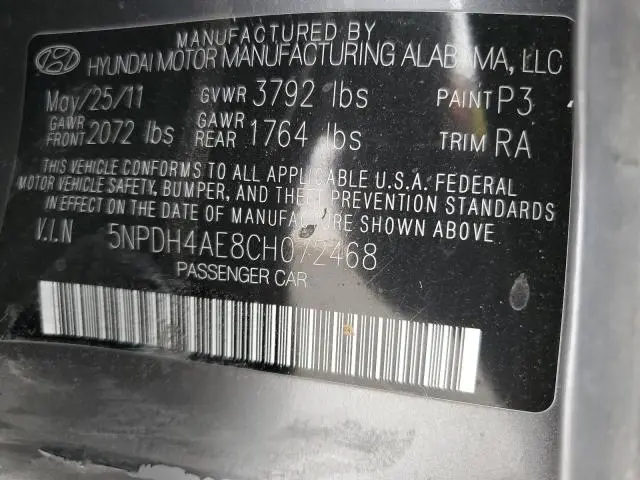 MANUFACTURED BY
HYUNDAI MOTOR MANUFACTURING ALABAMA, LLC
May/25/11 GVWR 3792 lbs PAINT P3
GAWR FRONT 2072 lbs GAWR REAR 1764 lbs TRIM RA
THIS VEHICLE CONFORMS TO ALL APPLICABLE U.S.A. FEDERAL
MOTOR VEHICLE SAFETY, BUMPER, AND THEFT PREVENTION STANDARDS
IN EFFECT ON THE DATE OF MANUFACTURE SHOWN ABOVE.
V.I.N 5NPDH4AE8CH072468
PASSENGER CAR